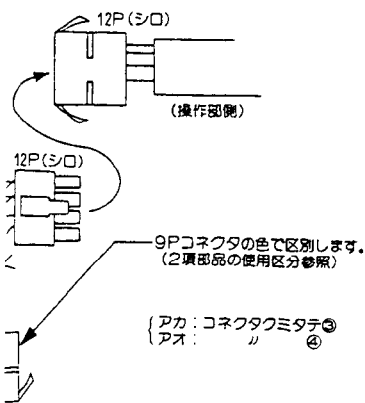 12P(シロ)
(操作部側)
12P(シロ)
9Pコネクタの色で区別します。
(2項部品の使用区分参照)
アカ：コネクタクミタテ③
アオ：〃④